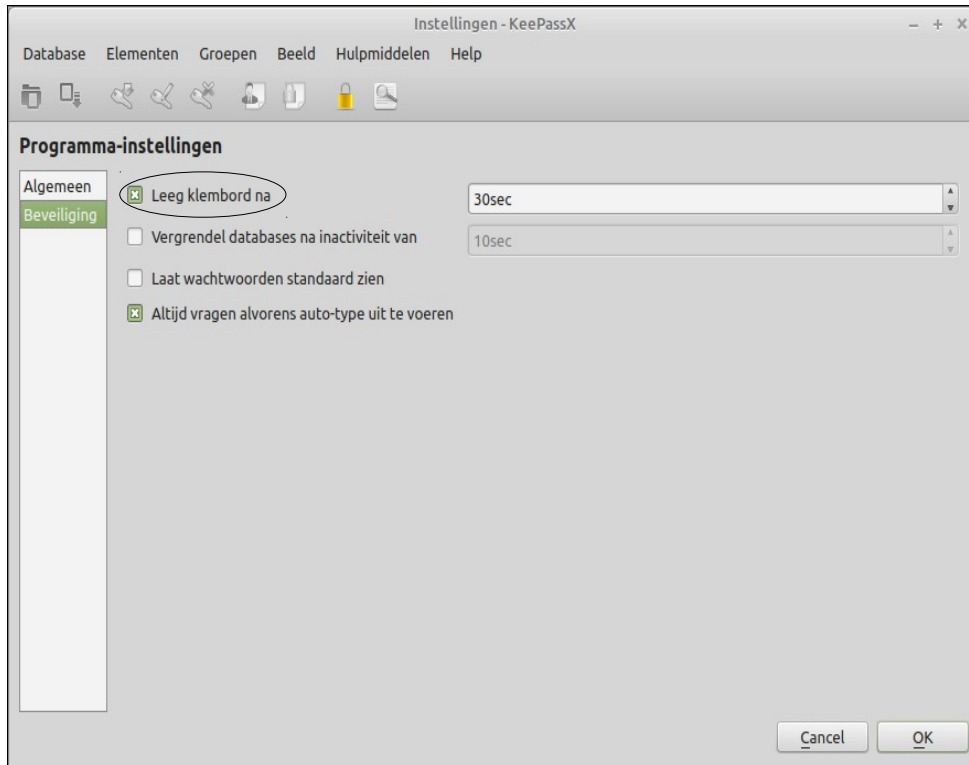 Instellingen - KeePassX
Database Elementen Groepen Beeld Hulpmiddelen Help
Programma-instellingen
Algemeen
Beveiliging
Leeg klembord na 30sec
Vergrendel databases na inactiviteit van 10sec
Laat wachtwoorden standaard zien
Altijd vragen alvorens auto-type uit te voeren
Cancel OK